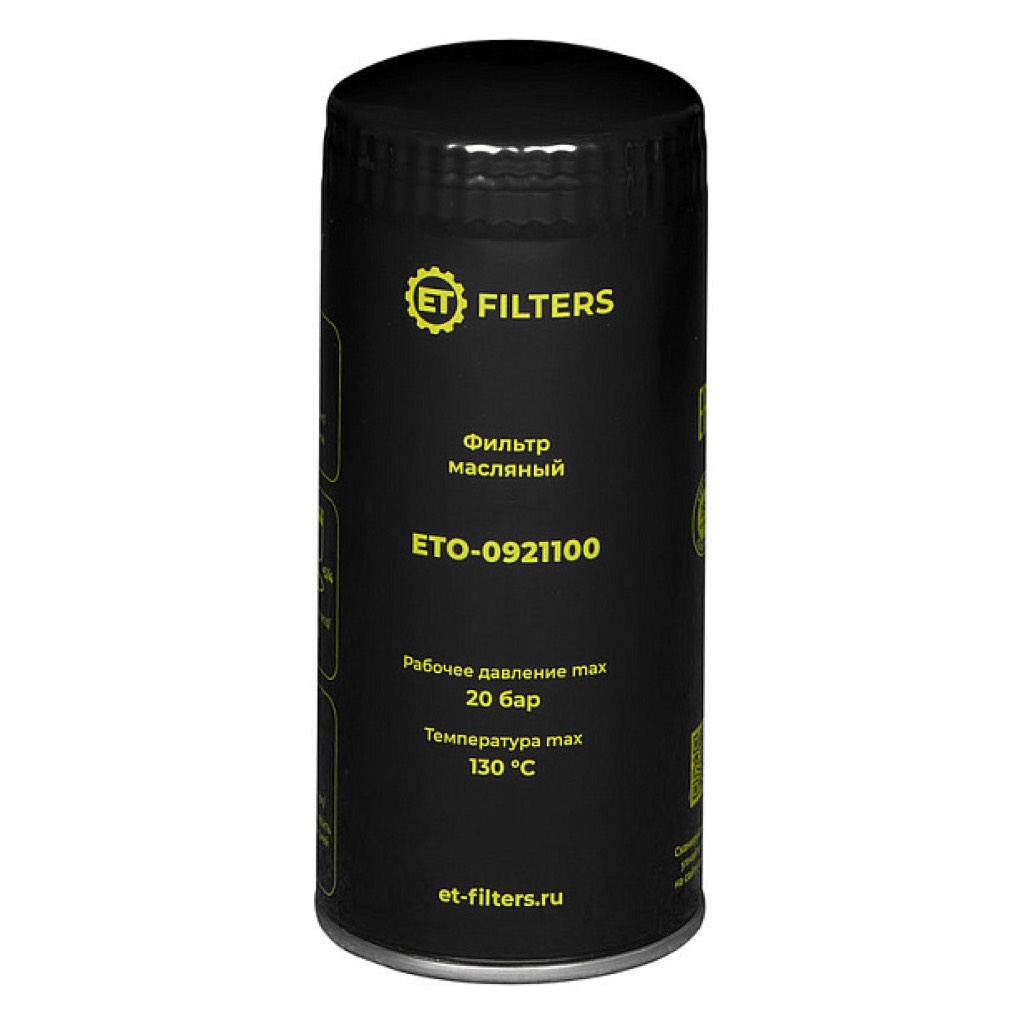 ET FILTERS
Фильтр
масляный
ETO-0921100
Рабочее давление max
20 бар
Температура max
130 °C
et-filters.ru